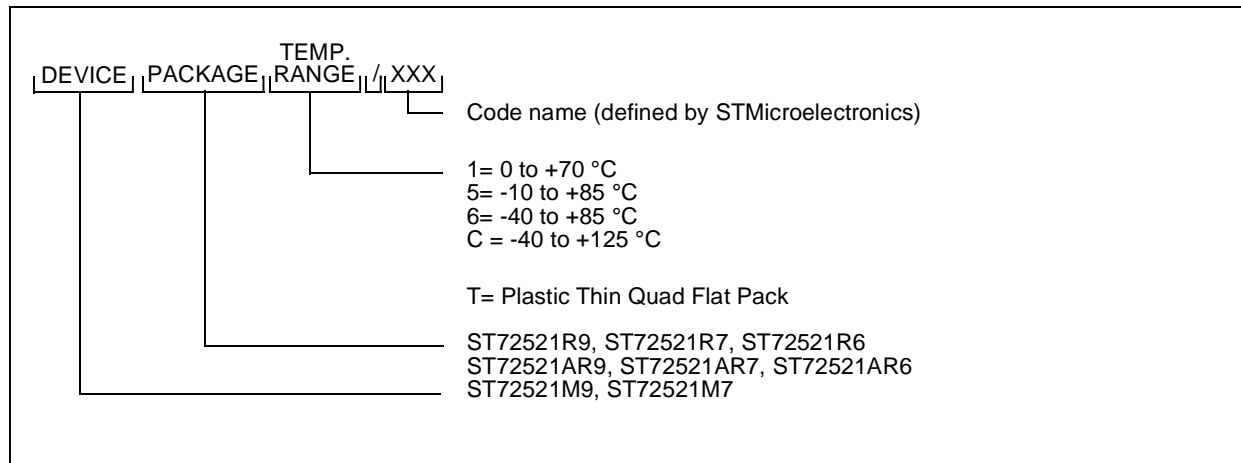 TEMP.
DEVICE PACKAGE RANGE / XXX
Code name (defined by STMicroelectronics)
1= 0 to +70 °C
5= -10 to +85 °C
6= -40 to +85 °C
C = -40 to +125 °C
T= Plastic Thin Quad Flat Pack
ST72521R9, ST72521R7, ST72521R6
ST72521AR9, ST72521AR7, ST72521AR6
ST72521M9, ST72521M7